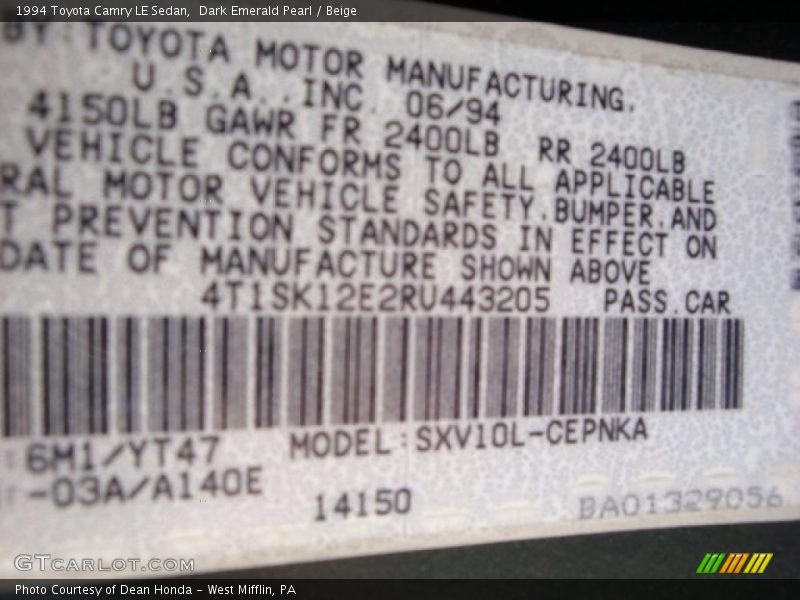 1994 Toyota Camry LE Sedan, Dark Emerald Pearl / Beige
BY TOYOTA MOTOR MANUFACTURING.
U.S.A.,INC. 06/94
4150LB GAWR FR 2400LB RR 2400LB
VEHICLE CONFORMS TO ALL APPLICABLE
RAL MOTOR VEHICLE SAFETY,BUMPER,AND
T PREVENTION STANDARDS IN EFFECT ON
DATE OF MANUFACTURE SHOWN ABOVE
4T1SK12E2RU443205 PASS.CAR
6M1/YT47 MODEL:SXV10L-CEPNKA
-03A/A140E
14150 BA01329056
GTCARLOT.COM
Photo Courtesy of Dean Honda - West Mifflin, PA